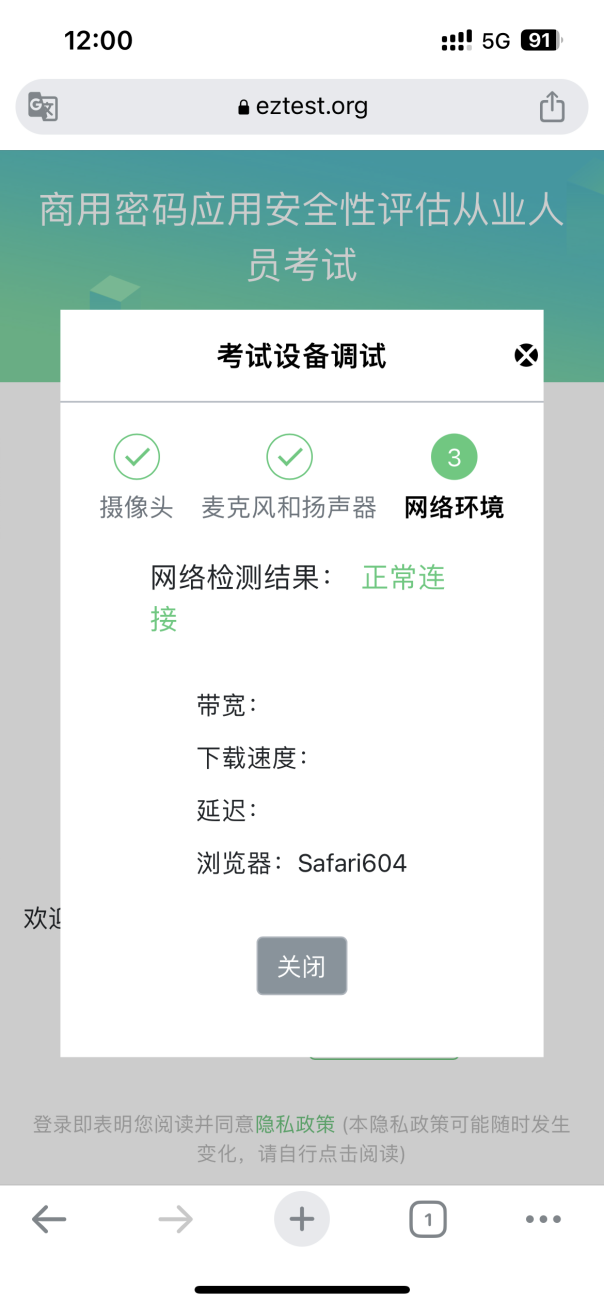 12:00
5G 91
eztest.org
商用密码应用安全性评估从业人
员考试
考试设备调试
3
摄像头 麦克风和扬声器 网络环境
网络检测结果： 正常连
接
带宽：
下载速度：
延迟：
浏览器：Safari604
欢迎
关闭
登录即表明您阅读并同意隐私政策 (本隐私政策可能随时发生
变化，请自行点击阅读)
1